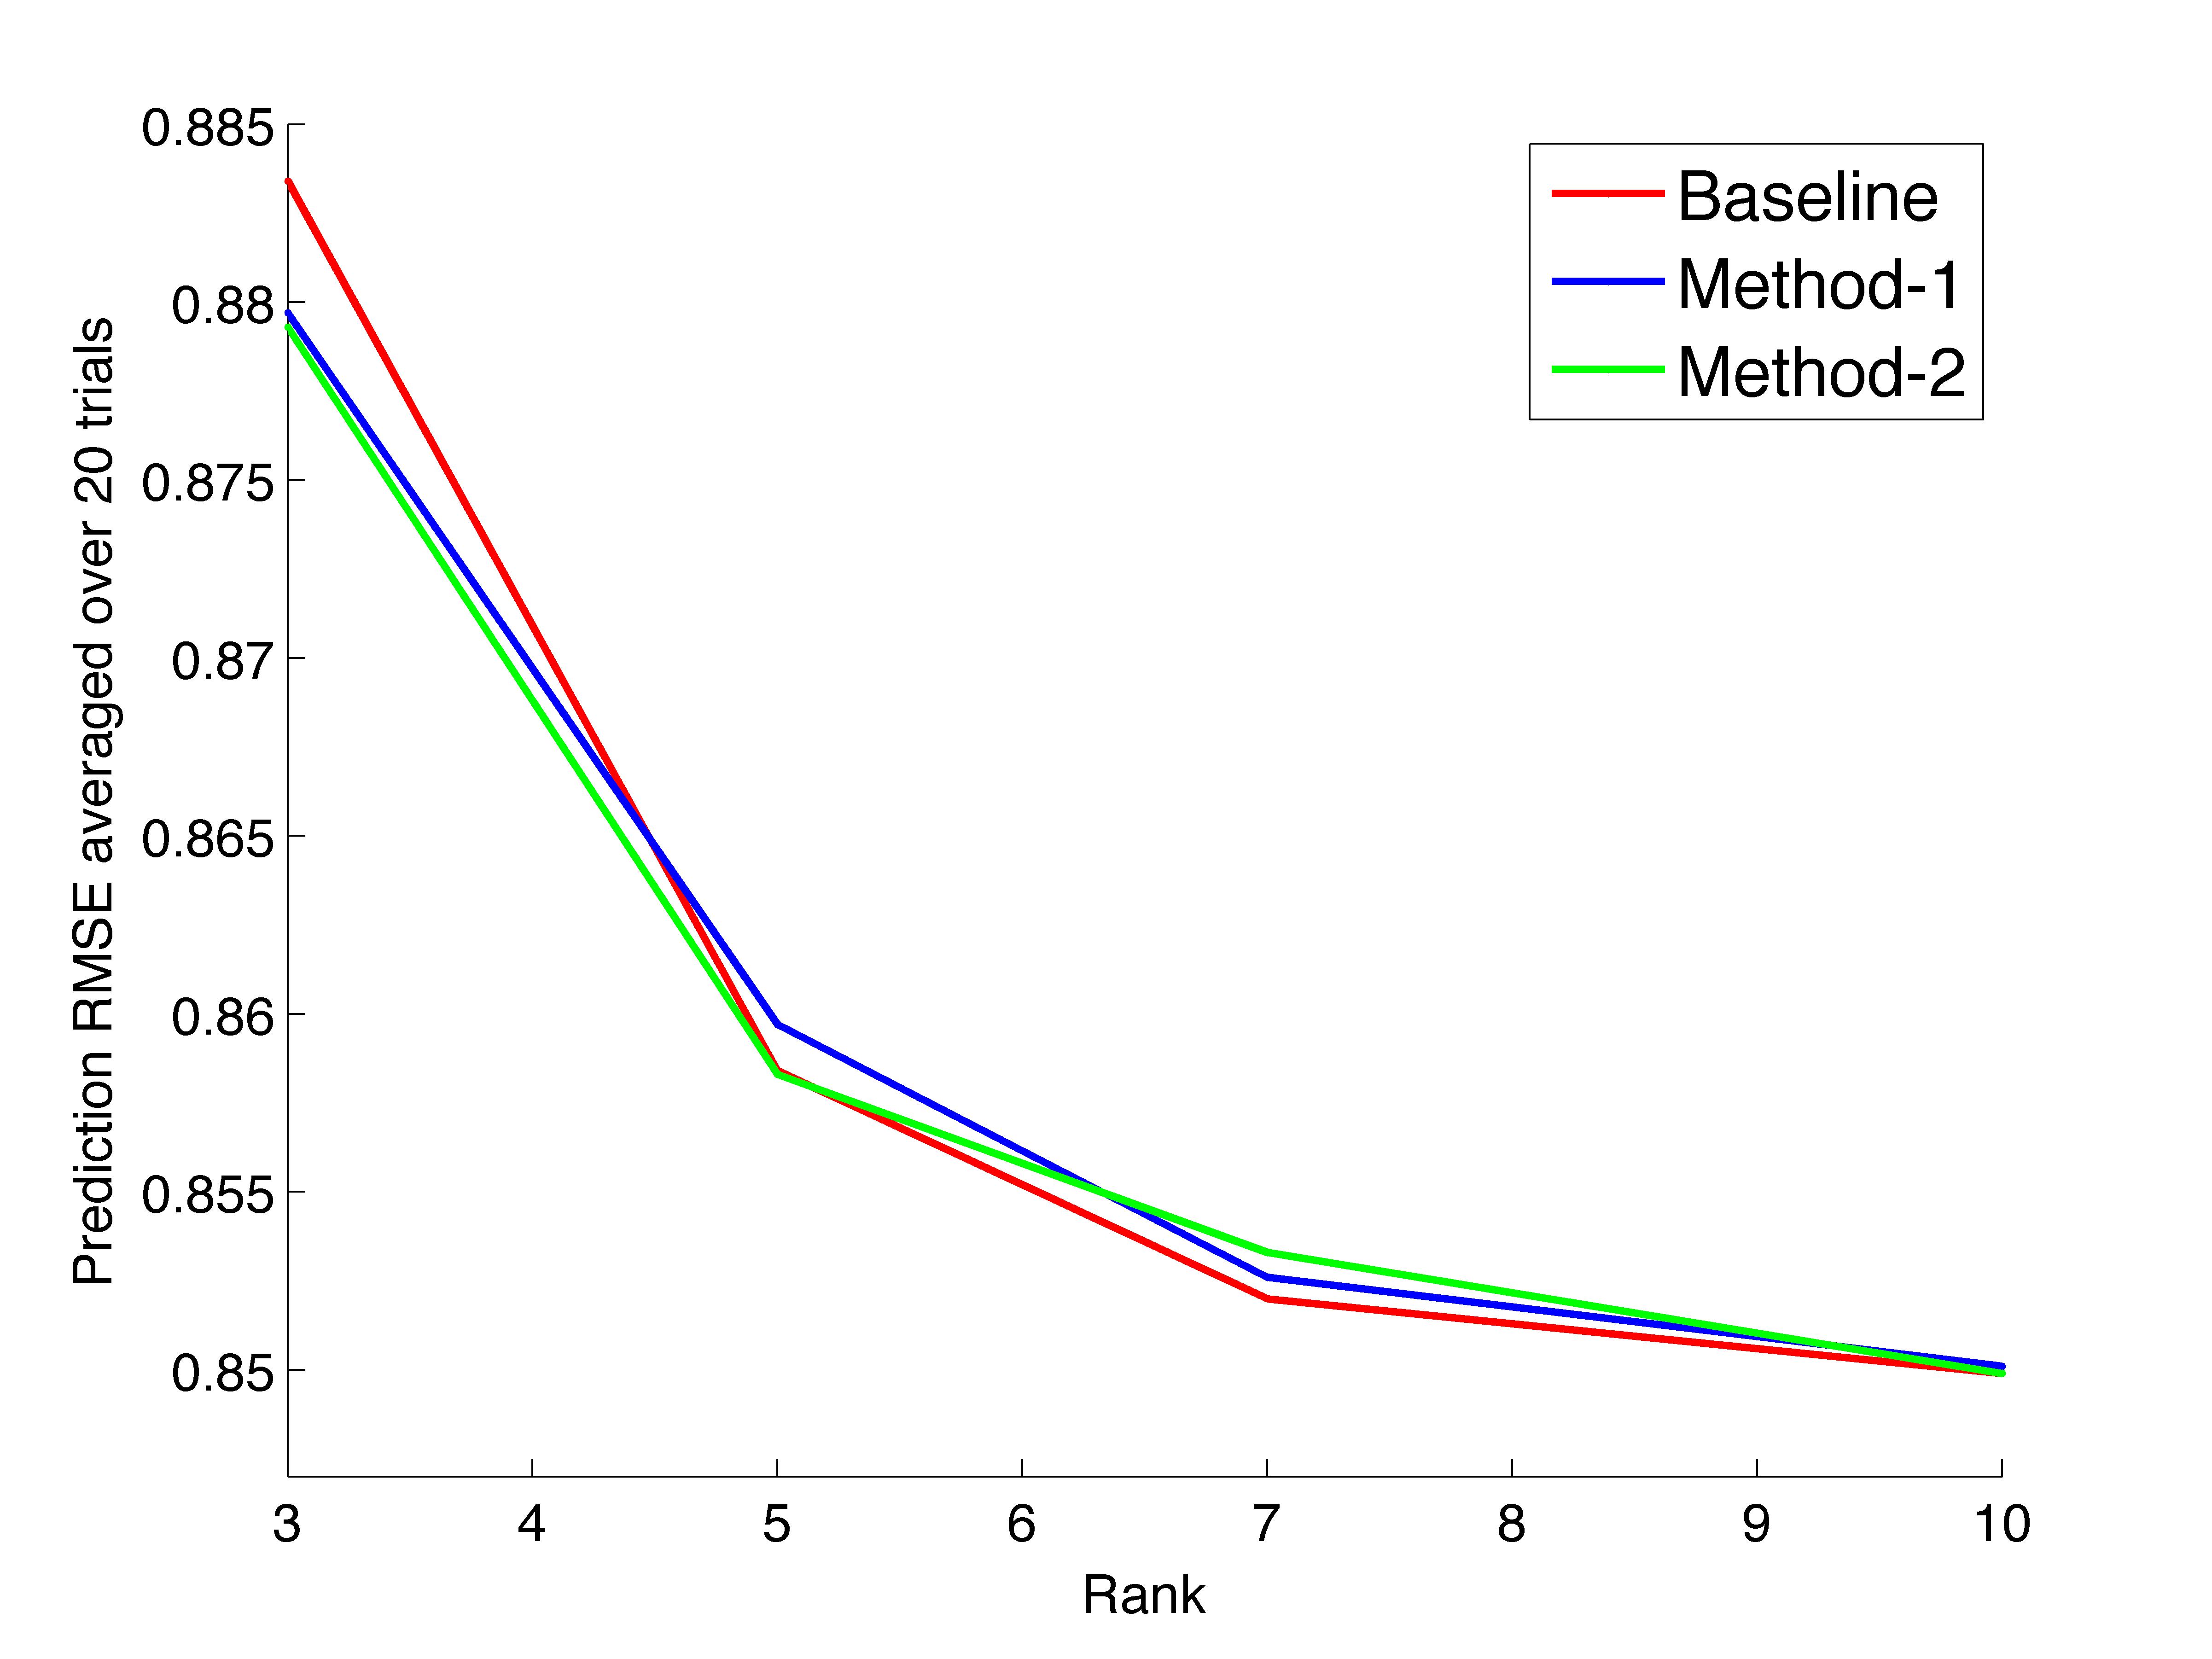 0.885
0.88
0.875
0.87
0.865
0.86
0.855
0.85
Prediction RMSE averaged over 20 trials
Baseline
Method-1
Method-2
3 4 5 6 7 8 9 10
Rank